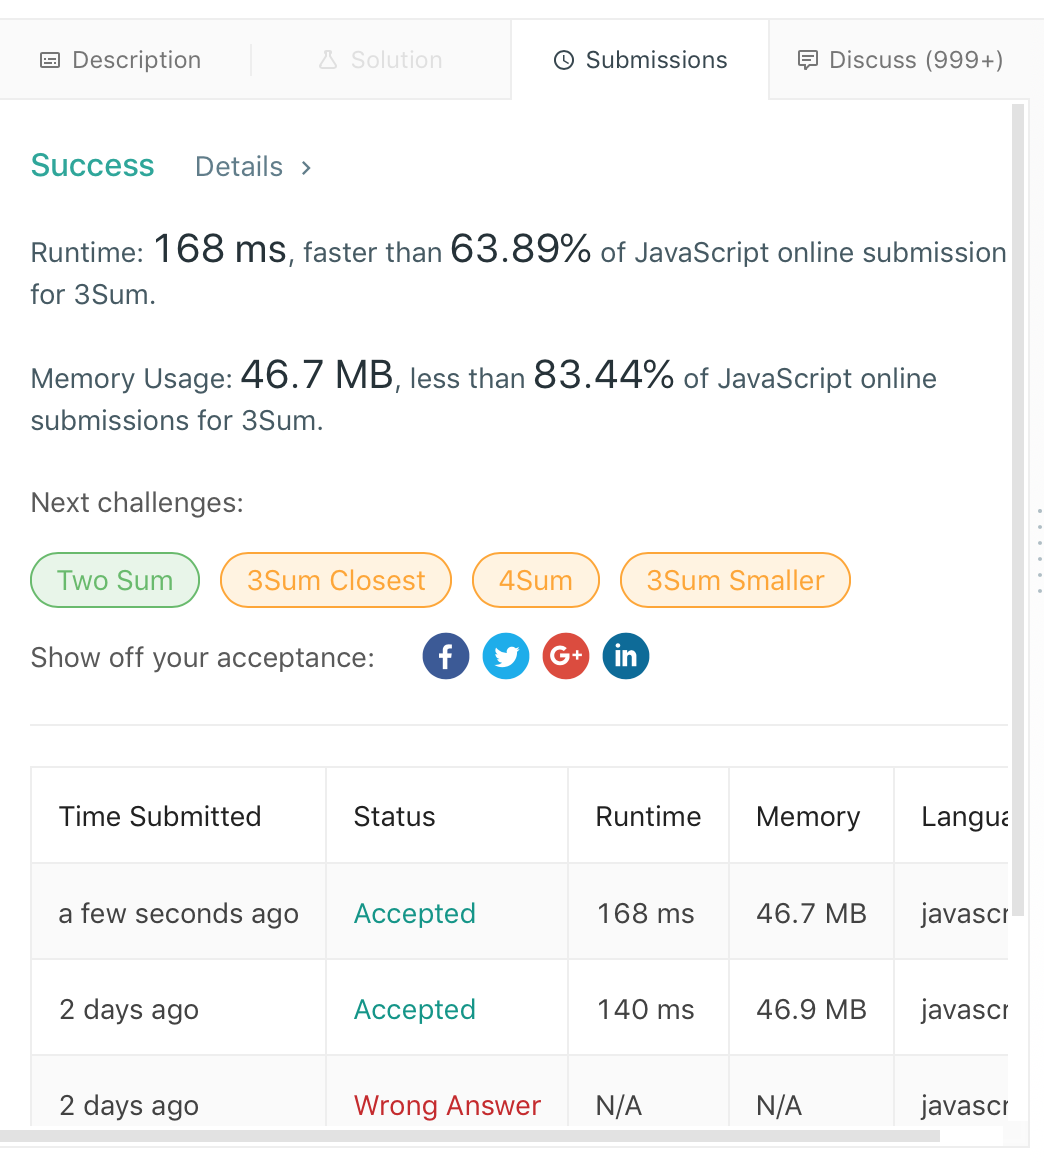 Description
Solution
Submissions
Discuss (999+)
Success Details >
Runtime: 168 ms, faster than 63.89% of JavaScript online submission
for 3Sum.
Memory Usage: 46.7 MB, less than 83.44% of JavaScript online
submissions for 3Sum.
Next challenges:
Two Sum 3Sum Closest 4Sum 3Sum Smaller
Show off your acceptance: f G+ in
Time Submitted Status Runtime Memory Langua
a few seconds ago Accepted 168 ms 46.7 MB javascr
2 days ago Accepted 140 ms 46.9 MB javascr
2 days ago Wrong Answer N/A N/A javascr